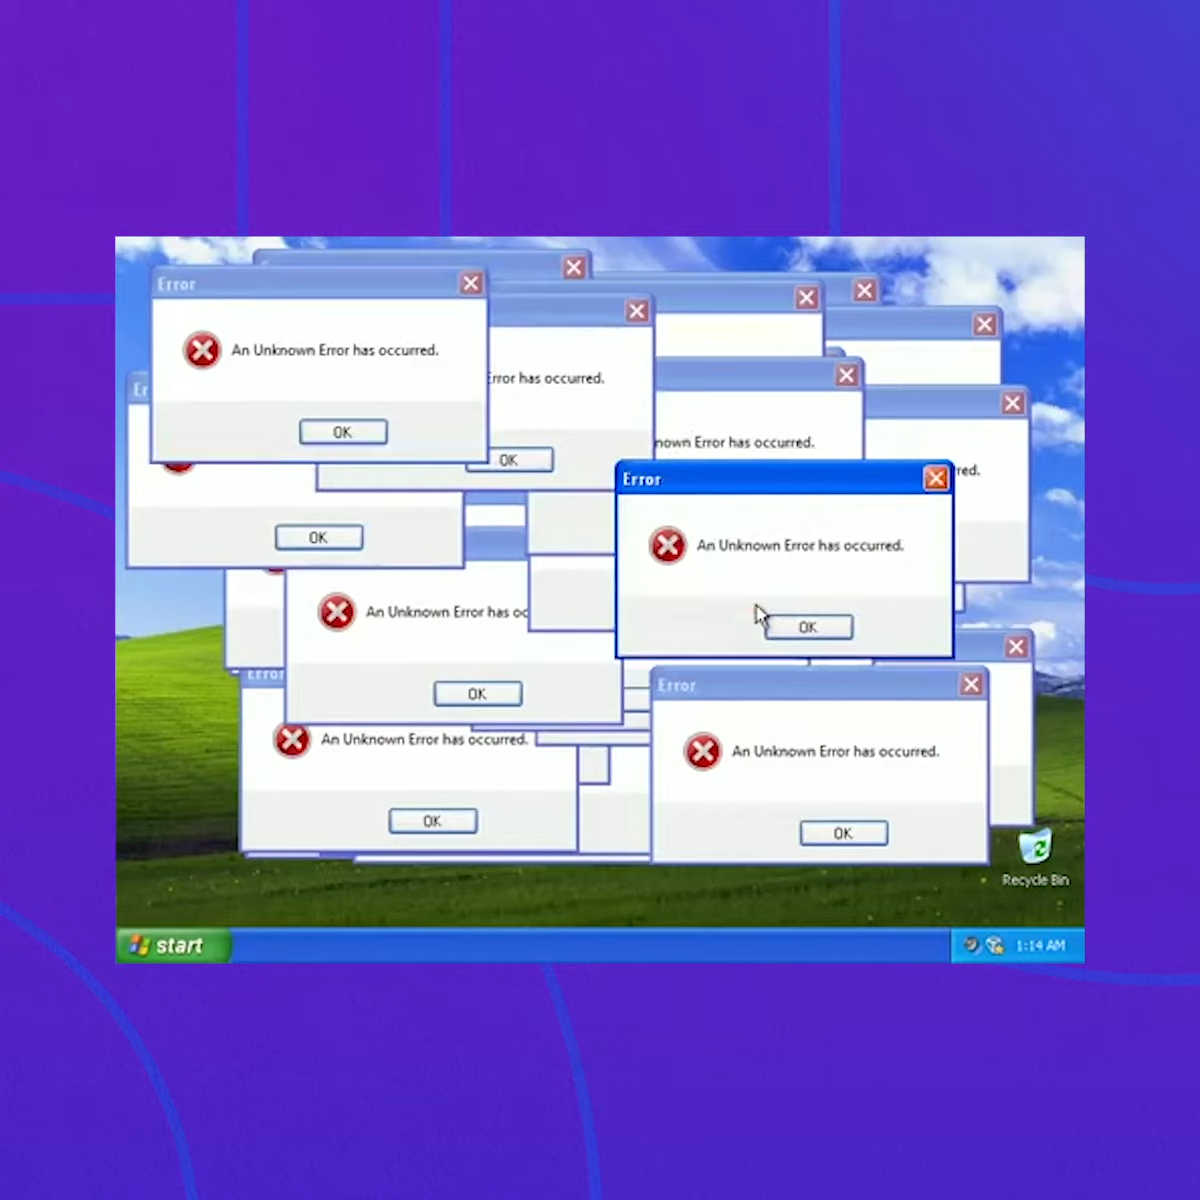 Error
An Unknown Error has occurred.
OK
Error has occurred.
OK
Er
OK
nown Error has occurred.
red.
Error
An Unknown Error has occurred.
OK
An Unknown Error has oc
OK
Error
An Unknown Error has occurred.
OK
Error
An Unknown Error has occurred.
OK
Recycle Bin
start
1:14 AM